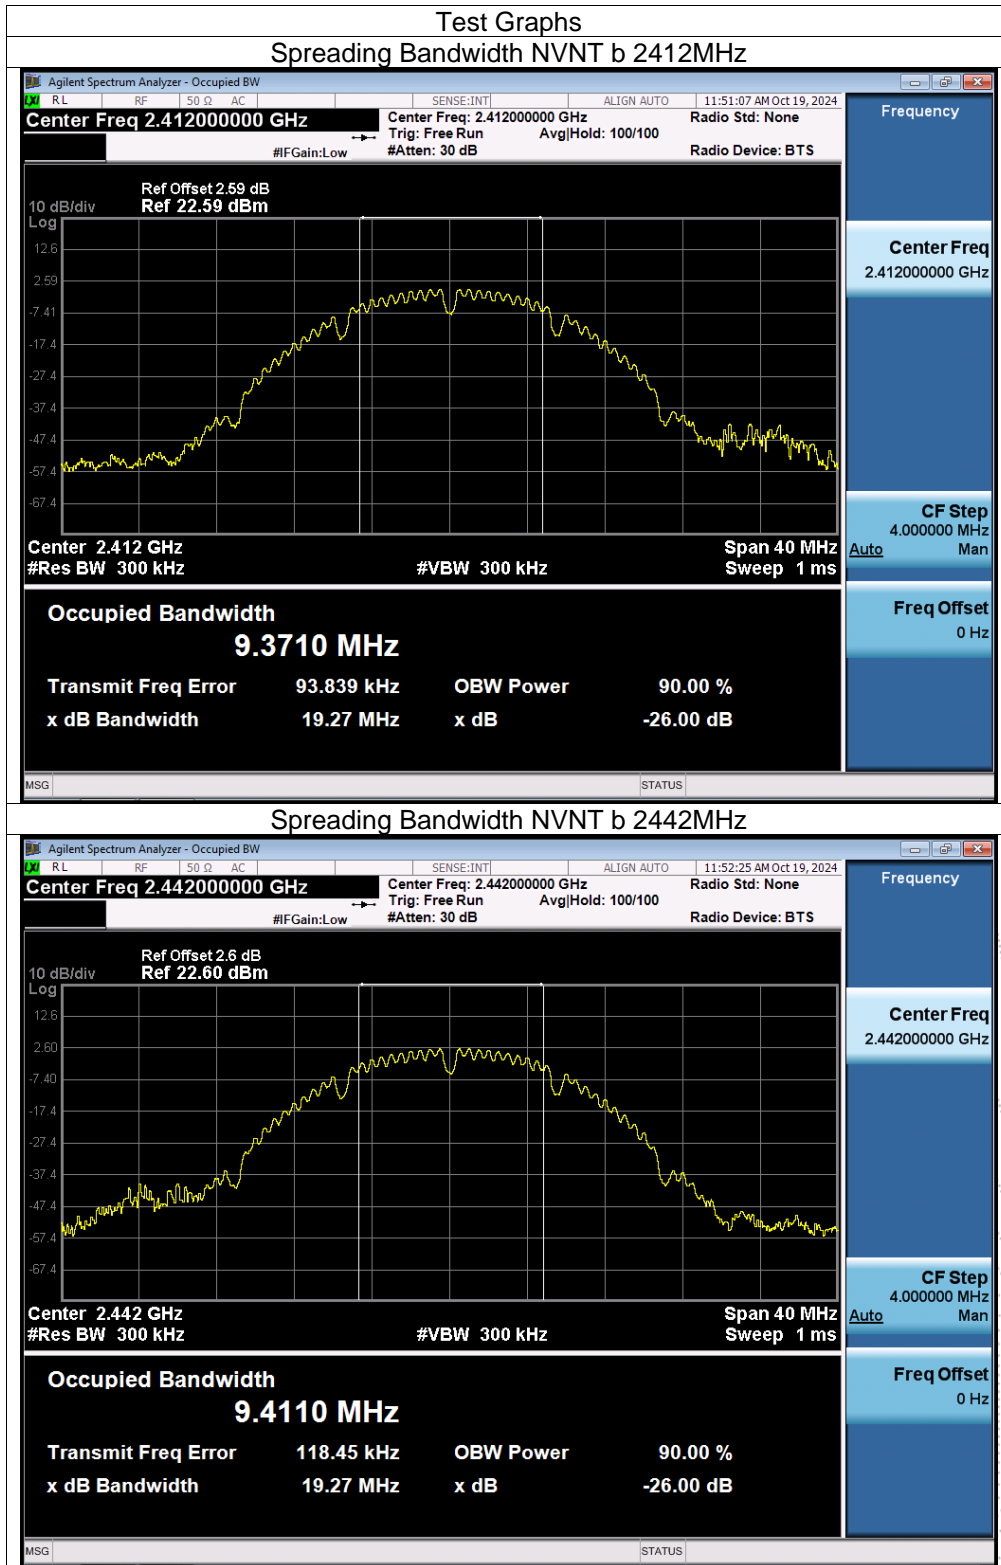 Test Graphs
Spreading Bandwidth NVNT b 2412MHz
Agilent Spectrum Analyzer - Occupied BW
LXI RL RF 50 Ω AC SENSE:INT ALIGN AUTO 11:51:07 AM Oct 19, 2024
Center Freq 2.412000000 GHz Center Freq: 2.412000000 GHz Radio Std: None Frequency
Trig: Free Run Avg|Hold: 100/100
#IFGain:Low #Atten: 30 dB Radio Device: BTS
Ref Offset 2.59 dB
10 dB/div Ref 22.59 dBm
Log
12.6
2.59
-7.41
-17.4
-27.4
-37.4
-47.4
-57.4
-67.4
Center Freq
2.412000000 GHz
CF Step
4.000000 MHz
Auto Man
Freq Offset
0 Hz
Center 2.412 GHz Span 40 MHz
#Res BW 300 kHz #VBW 300 kHz Sweep 1 ms
Occupied Bandwidth
9.3710 MHz
Transmit Freq Error 93.839 kHz OBW Power 90.00 %
x dB Bandwidth 19.27 MHz x dB -26.00 dB
MSG STATUS
Spreading Bandwidth NVNT b 2442MHz
Agilent Spectrum Analyzer - Occupied BW
LXI RL RF 50 Ω AC SENSE:INT ALIGN AUTO 11:52:25 AM Oct 19, 2024
Center Freq 2.442000000 GHz Center Freq: 2.442000000 GHz Radio Std: None Frequency
Trig: Free Run Avg|Hold: 100/100
#IFGain:Low #Atten: 30 dB Radio Device: BTS
Ref Offset 2.6 dB
10 dB/div Ref 22.60 dBm
Log
12.6
2.60
-7.40
-17.4
-27.4
-37.4
-47.4
-57.4
-67.4
Center Freq
2.442000000 GHz
CF Step
4.000000 MHz
Auto Man
Freq Offset
0 Hz
Center 2.442 GHz Span 40 MHz
#Res BW 300 kHz #VBW 300 kHz Sweep 1 ms
Occupied Bandwidth
9.4110 MHz
Transmit Freq Error 118.45 kHz OBW Power 90.00 %
x dB Bandwidth 19.27 MHz x dB -26.00 dB
MSG STATUS